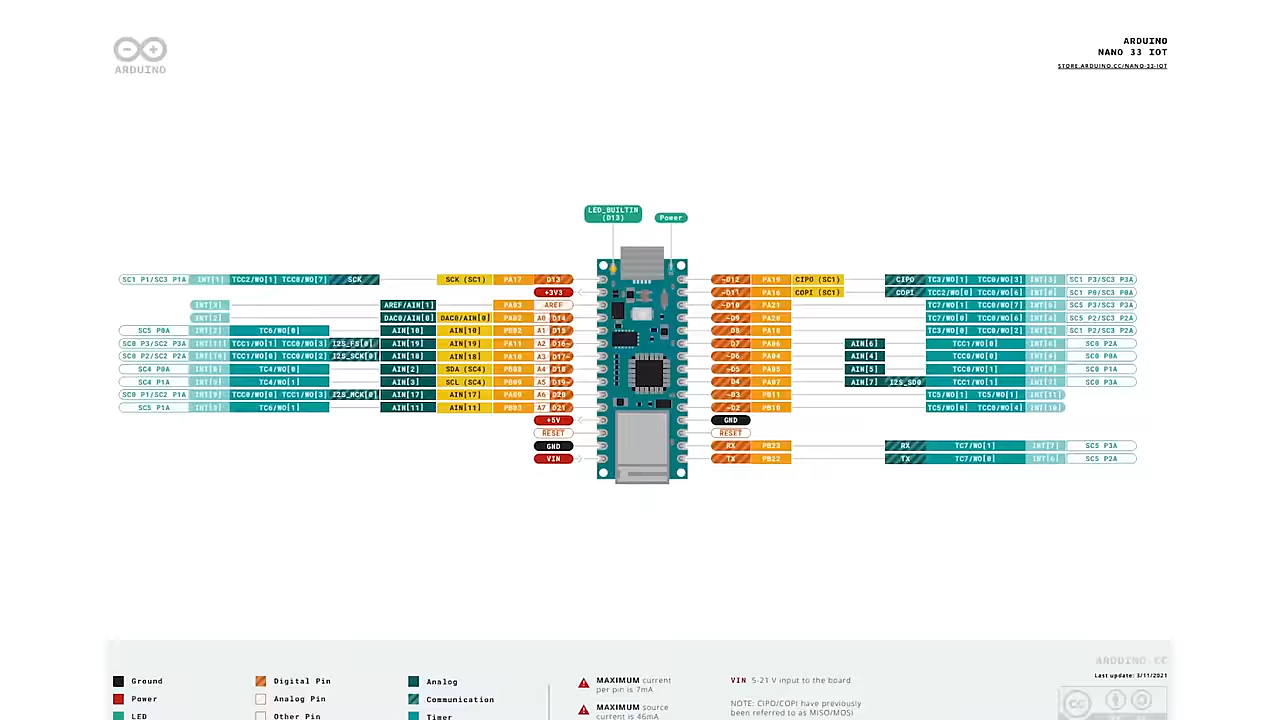 ARDUINO
ARDUINO
NANO 33 IOT
STORE.ARDUINO.CC/NANO-33-IOT
LED_BUILTIN
(D13)
Power
SC1 P1/SC3 P1A INT[1] TCC2/WO[1] TCC0/WO[7] SCK SCK (SC1) PA17 D13 ~D12 PA19 CIPO (SC1) CIPO TC3/WO[1] TCC0/WO[3] INT[3] SC1 P3/SC3 P3A
+3V3 ~D11 PA16 COPI (SC1) COPI TCC2/WO[0] TCC0/WO[6] INT[0] SC1 P0/SC3 P0A
INT[3] AREF/AIN[1] PA03 AREF ~D10 PA21 TC7/WO[1] TCC0/WO[7] INT[5] SC5 P3/SC3 P3A
INT[2] DAC0/AIN[0] DAC0/AIN[0] PA02 A0 D14 ~D9 PA20 TC7/WO[0] TCC0/WO[6] INT[4] SC5 P2/SC3 P2A
SC5 P0A INT[2] TC6/WO[0] AIN[10] AIN[10] PB02 A1 D15 D8 PA18 TC3/WO[0] TCC0/WO[2] INT[2] SC1 P2/SC3 P2A
SC0 P3/SC2 P3A INT[11] TCC1/WO[1] TCC0/WO[3] I2S_FS[0] AIN[19] AIN[19] PA11 A2 D16~ D7 PA06 AIN[6] TCC1/WO[0] INT[6] SC0 P2A
SC0 P2/SC2 P2A INT[10] TCC1/WO[0] TCC0/WO[2] I2S_SCK[0] AIN[18] AIN[18] PA10 A3 D17~ ~D6 PA04 AIN[4] TCC0/WO[0] INT[4] SC0 P0A
SC4 P0A INT[8] TC4/WO[0] AIN[2] SDA (SC4) PB08 A4 D18 ~D5 PA05 AIN[5] TCC0/WO[1] INT[5] SC0 P1A
SC4 P1A INT[9] TC4/WO[1] AIN[3] SCL (SC4) PB09 A5 D19~ D4 PA07 AIN[7] I2S_SD0 TCC1/WO[1] INT[7] SC0 P3A
SC0 P1/SC2 P1A INT[9] TCC0/WO[0] TCC1/WO[3] I2S_MCK[0] AIN[17] AIN[17] PA09 A6 D20 ~D3 PB11 TC5/WO[1] TC5/WO[1] INT[11]
SC5 P1A INT[3] TC6/WO[1] AIN[11] AIN[11] PB03 A7 D21 ~D2 PB10 TC5/WO[0] TCC0/WO[4] INT[10]
+5V GND
RESET RESET
GND RX PB23 RX TC7/WO[1] INT[7] SC5 P3A
VIN TX PB22 TX TC7/WO[0] INT[6] SC5 P2A
ARDUINO.CC
Last update: 3/11/2021
Ground Digital Pin Analog MAXIMUM current VIN 5-21 V input to the board
per pin is 7mA
Power Analog Pin Communication
NOTE: CIPO/COPI have previously
MAXIMUM source been referred to as MISO/MOSI
LED Other Pin Timer current is 46mA
CC